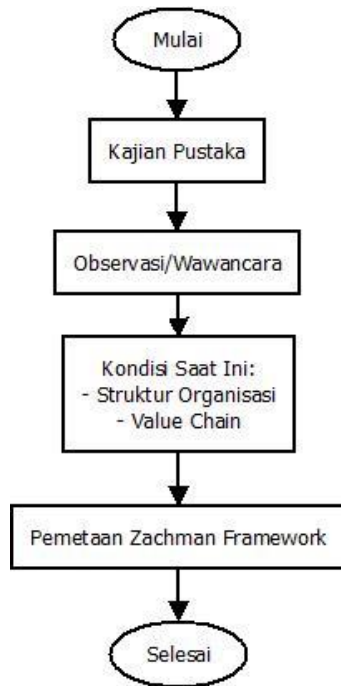 Mulai
Kajian Pustaka
Observasi/Wawancara
Kondisi Saat Ini:
- Struktur Organisasi
- Value Chain
Pemetaan Zachman Framework
Selesai